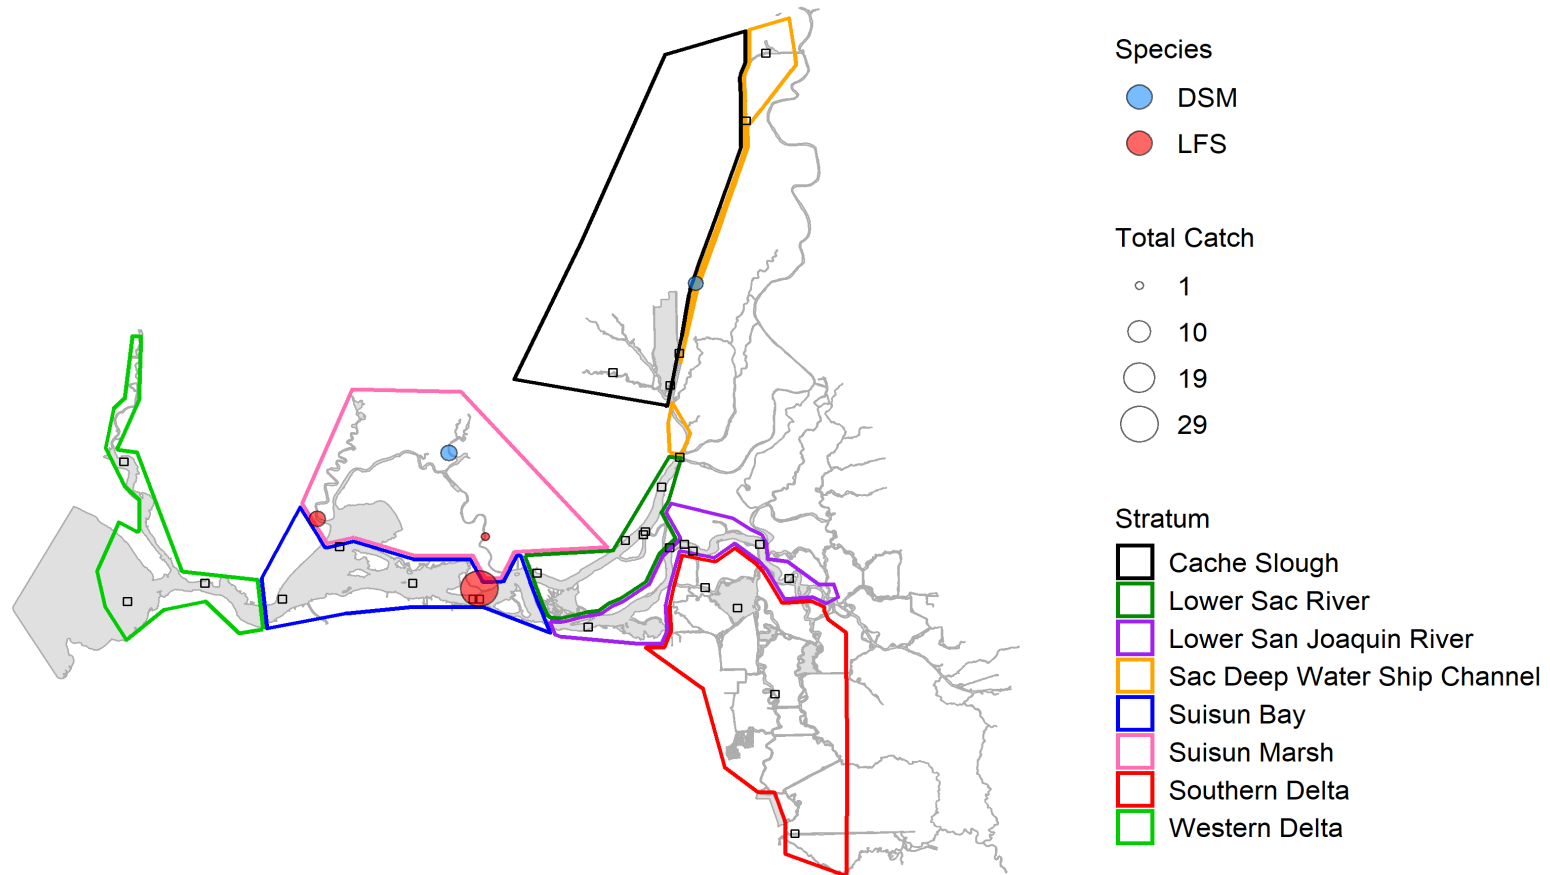 Species
DSM
LFS
Total Catch
1
10
19
29
Stratum
Cache Slough
Lower Sac River
Lower San Joaquin River
Sac Deep Water Ship Channel
Suisun Bay
Suisun Marsh
Southern Delta
Western Delta